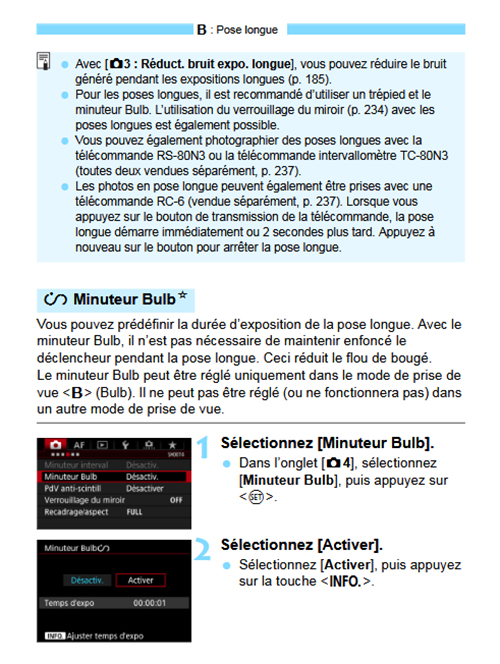 B : Pose longue
Avec [3 : Réduct. bruit expo. longue], vous pouvez réduire le bruit
généré pendant les expositions longues (p. 185).
Pour les poses longues, il est recommandé d'utiliser un trépied et le
minuteur Bulb. L'utilisation du verrouillage du miroir (p. 234) avec les
poses longues est également possible.
Vous pouvez également photographier des poses longues avec la
télécommande RS-80N3 ou la télécommande intervallomètre TC-80N3
(toutes deux vendues séparément, p. 237).
Les photos en pose longue peuvent également être prises avec une
télécommande RC-6 (vendue séparément, p. 237). Lorsque vous
appuyez sur le bouton de transmission de la télécommande, la pose
longue démarre immédiatement ou 2 secondes plus tard. Appuyez à
nouveau sur le bouton pour arrêter la pose longue.
Minuteur Bulb☆
Vous pouvez prédéfinir la durée d'exposition de la pose longue. Avec le
minuteur Bulb, il n'est pas nécessaire de maintenir enfoncé le
déclencheur pendant la pose longue. Ceci réduit le flou de bougé.
Le minuteur Bulb peut être réglé uniquement dans le mode de prise de
vue <B> (Bulb). Il ne peut pas être réglé (ou ne fonctionnera pas) dans
un autre mode de prise de vue.
AF
SHOOT4
Minuteur interval Désactiv.
Minuteur Bulb Désactiv.
PdV anti-scintill Désactiver
Verrouillage du miroir OFF
Recadrage/aspect FULL
1 Sélectionnez [Minuteur Bulb].
Dans l'onglet [4], sélectionnez
[Minuteur Bulb], puis appuyez sur
<SET>.
Minuteur Bulb
Désactiv. Activer
Temps d'expo 00:00:01
INFO. Ajuster temps d'expo
2 Sélectionnez [Activer].
Sélectionnez [Activer], puis appuyez
sur la touche <INFO.>.